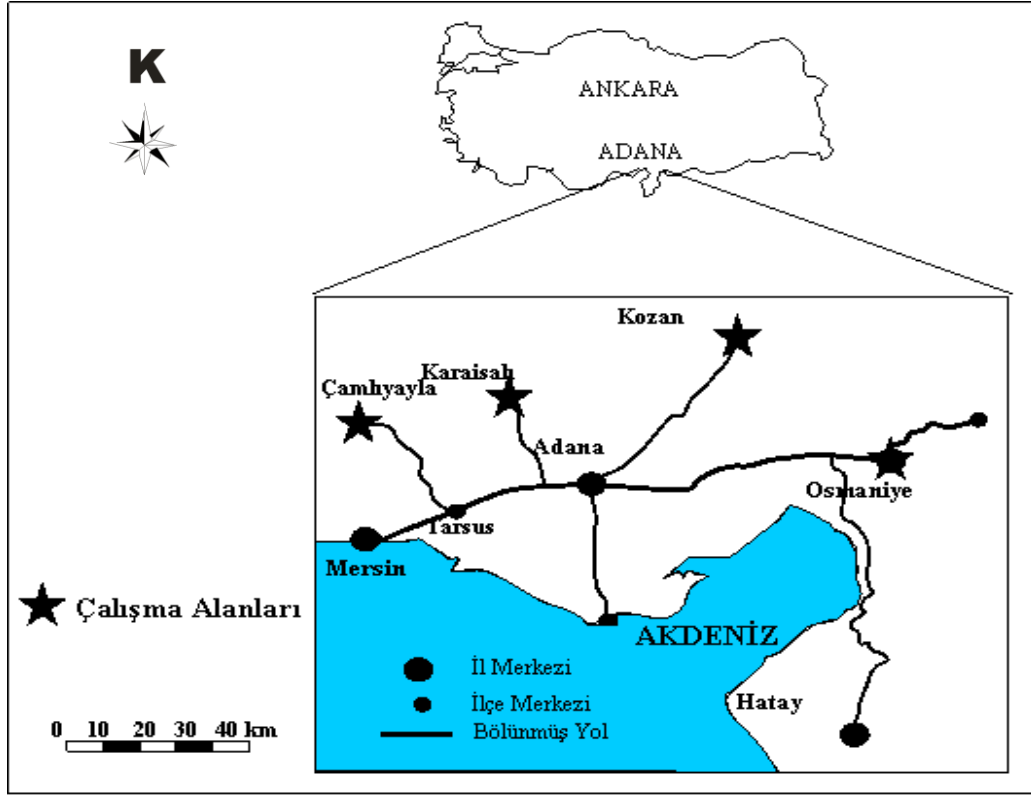 K
ANKARA
ADANA
Kozan
Karaisalı
Çamlıyayla
Adana
Osmaniye
Tarsus
Mersin
Çalışma Alanları
AKDENİZ
İl Merkezi
İlçe Merkezi
Hatay
Bölünmüş Yol
0 10 20 30 40 km